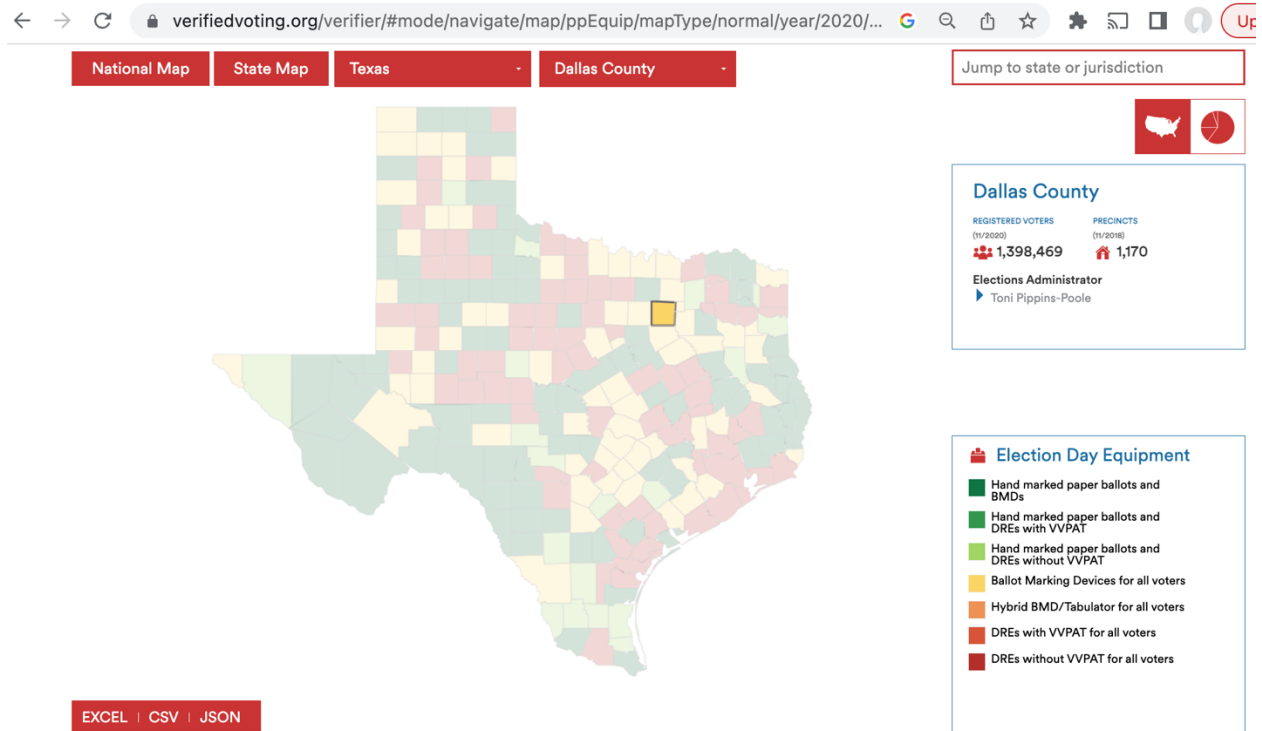 verifiedvoting.org/verifier/#mode/navigate/map/ppEquip/mapType/normal/year/2020/...
Up
National Map
State Map
Texas
Dallas County
Jump to state or jurisdiction
Dallas County
REGISTERED VOTERS
(11/2020)
1,398,469
PRECINCTS
(11/2018)
1,170
Elections Administrator
Toni Pippins-Poole
Election Day Equipment
Hand marked paper ballots and
BMDs
Hand marked paper ballots and
DREs with VVPAT
Hand marked paper ballots and
DREs without VVPAT
Ballot Marking Devices for all voters
Hybrid BMD/Tabulator for all voters
DREs with VVPAT for all voters
DREs without VVPAT for all voters
EXCEL | CSV | JSON